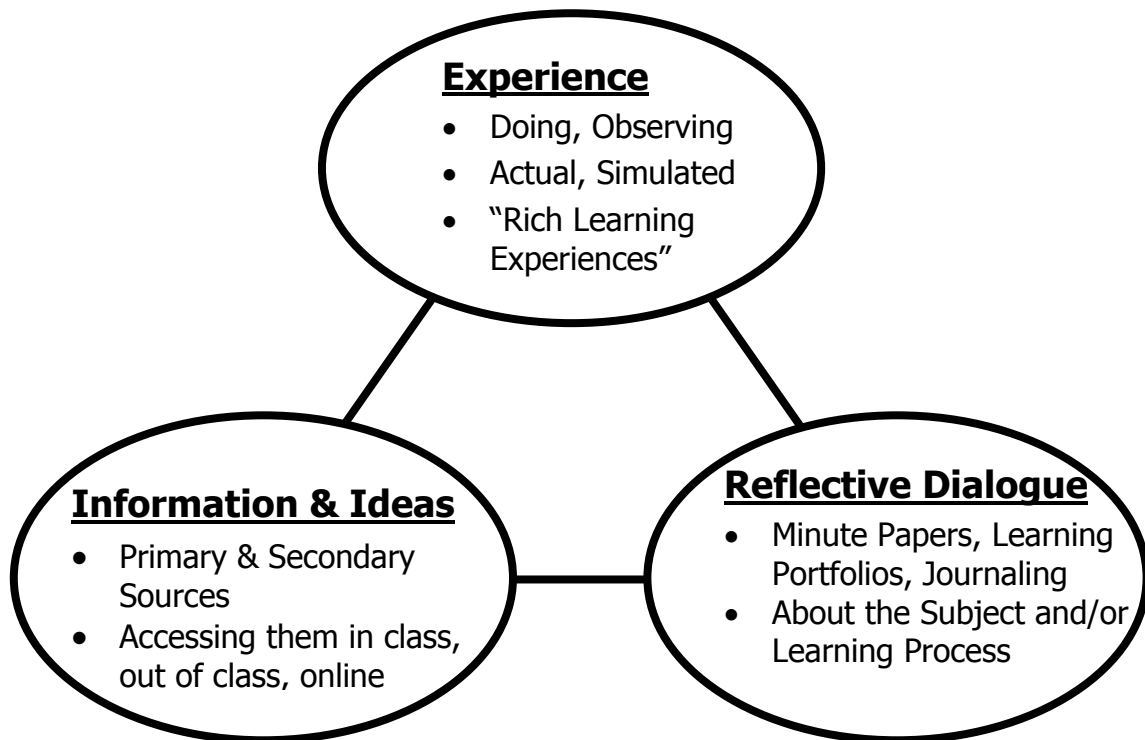 Experience
• Doing, Observing
• Actual, Simulated
• “Rich Learning
Experiences”
Information & Ideas
• Primary & Secondary
Sources
• Accessing them in class,
out of class, online
Reflective Dialogue
• Minute Papers, Learning
Portfolios, Journaling
• About the Subject and/or
Learning Process